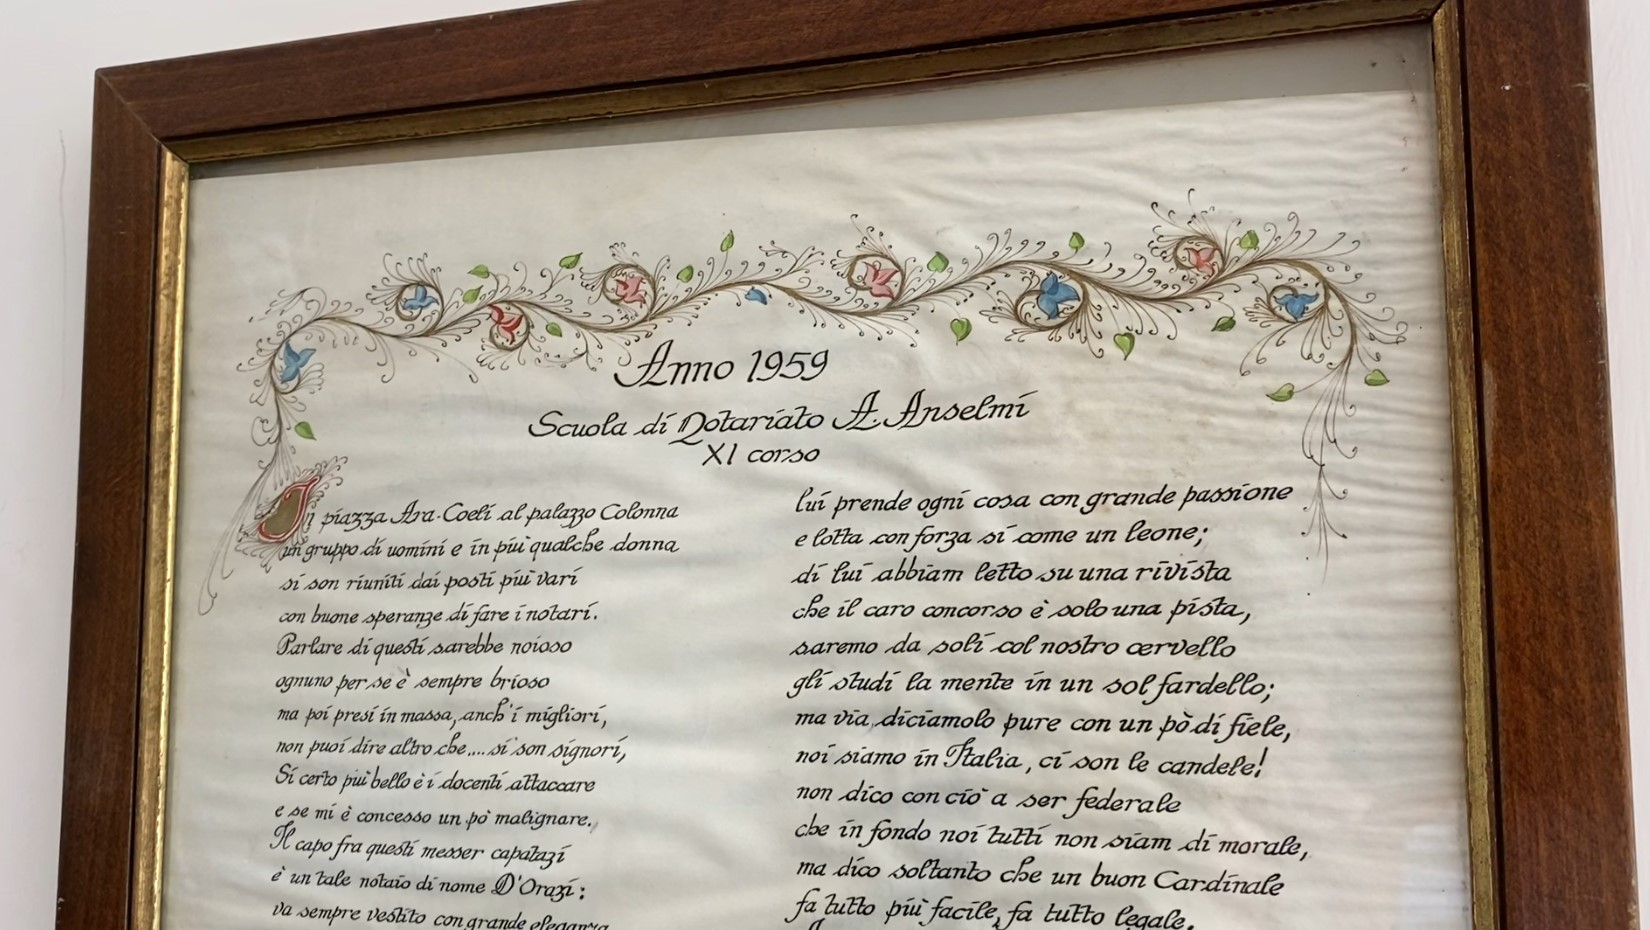 Anno 1959
Scuola di Notariato A. Anselmi
XI corso
In piazza Ara-Coeli al palazzo Colonna
un gruppo di uomini e in più qualche donna
si son riuniti dai posti più vari
con buone speranze di fare i notari.
Parlare di questi sarebbe noioso
ognuno per se è sempre brioso
ma poi presi in massa, anch'i migliori,
non puoi dire altro che.... si son signori,
Si certo più bello è i docenti attaccare
e se mi è concesso un pò malignare.
Il capo fra questi messer capatazi
è un tale notaio di nome D'Orazi:
va sempre vestito con grande eleganza
lui prende ogni cosa con grande passione
e lotta con forza si come un leone;
di lui abbiam letto su una rivista
che il caro concorso è solo una pista,
saremo da soli col nostro cervello
gli studi la mente in un sol fardello;
ma via, diciamolo pure con un pò di fiele,
noi siamo in Italia, ci son le candele!
non dico con ciò a ser federale
che in fondo noi tutti non siam di morale,
ma dico soltanto che un buon Cardinale
fa tutto più facile, fa tutto legale.